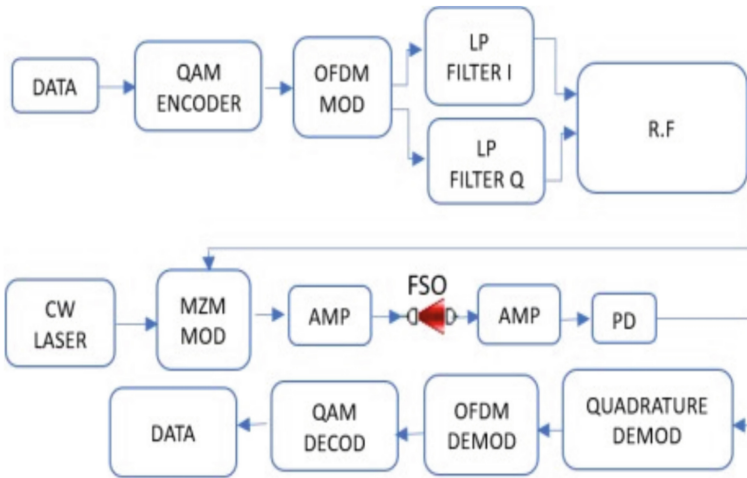 DATA
QAM
ENCODER
OFDM
MOD
LP
FILTER I
LP
FILTER Q
R.F
CW
LASER
MZM
MOD
AMP
FSO
AMP
PD
DATA
QAM
DECOD
OFDM
DEMOD
QUADRATURE
DEMOD